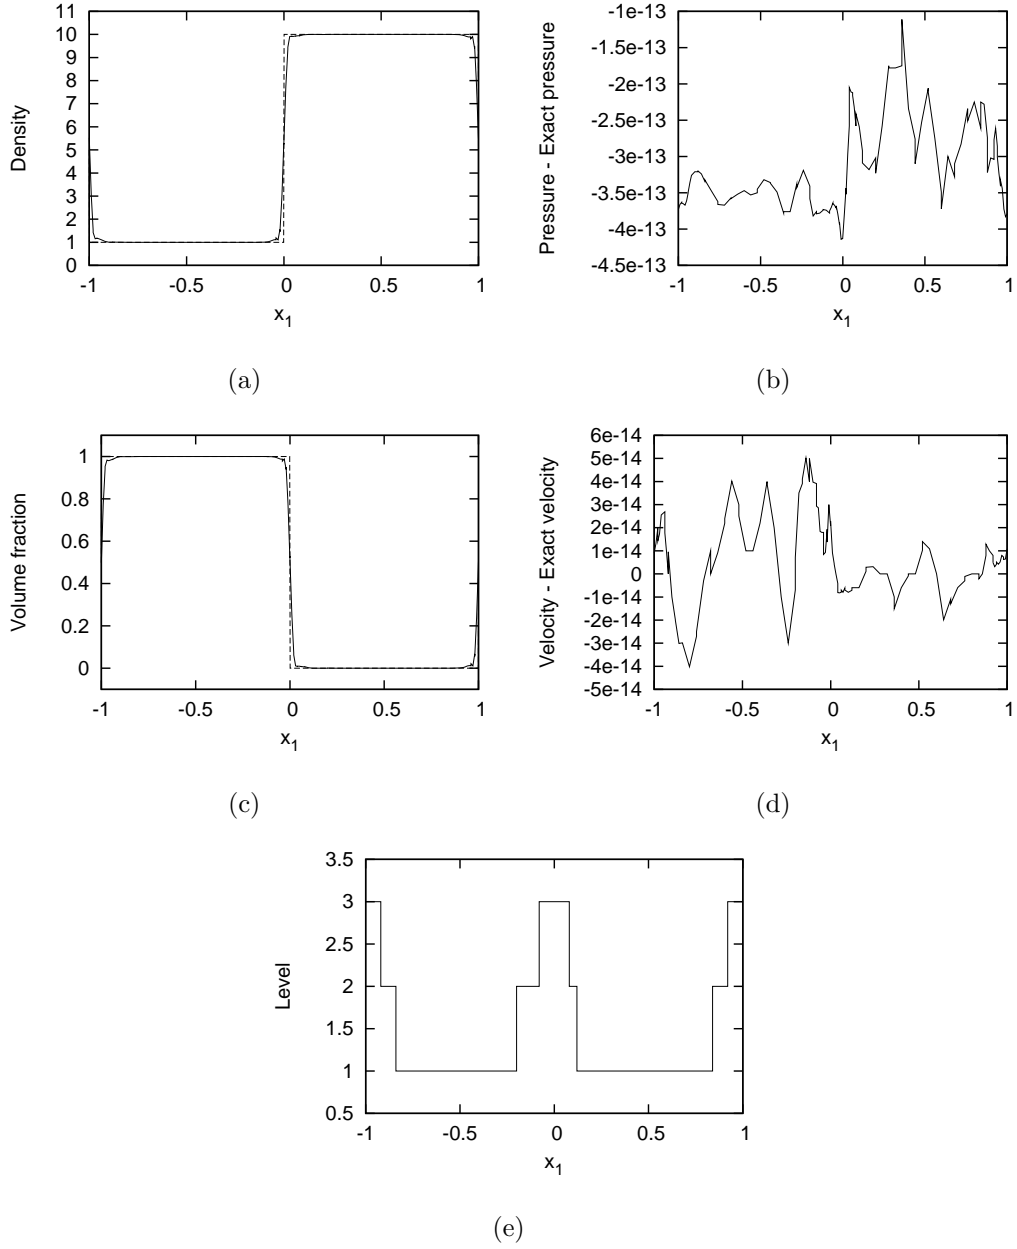 11
10
9
8
7
6
5
4
3
2
1
0
Density
-1 -0.5 0 0.5 1
x1
(a)
-1e-13
-1.5e-13
-2e-13
-2.5e-13
-3e-13
-3.5e-13
-4e-13
-4.5e-13
Pressure - Exact pressure
-1 -0.5 0 0.5 1
x1
(b)
1
0.8
0.6
0.4
0.2
0
Volume fraction
-1 -0.5 0 0.5 1
x1
(c)
6e-14
5e-14
4e-14
3e-14
2e-14
1e-14
0
-1e-14
-2e-14
-3e-14
-4e-14
-5e-14
Velocity - Exact velocity
-1 -0.5 0 0.5 1
x1
(d)
3.5
3
2.5
2
1.5
1
0.5
Level
-1 -0.5 0 0.5 1
x1
(e)